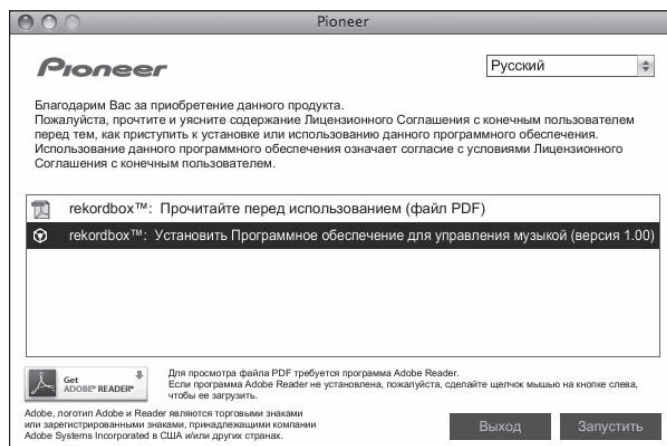 Pioneer
Pioneer
Русский
Благодарим Вас за приобретение данного продукта.
Пожалуйста, прочтите и уясните содержание Лицензионного Соглашения с конечным пользователем
перед тем, как приступить к установке или использованию данного программного обеспечения.
Использование данного программного обеспечения означает согласие с условиями Лицензионного
Соглашения с конечным пользователем.
rekordbox™: Прочитайте перед использованием (файл PDF)
rekordbox™: Установить Программное обеспечение для управления музыкой (версия 1.00)
Get
ADOBE® READER®
Для просмотра файла PDF требуется программа Adobe Reader.
Если программа Adobe Reader не установлена, пожалуйста, сделайте щелчок мышью на кнопке слева,
чтобы ее загрузить.
Adobe, логотип Adobe и Reader являются торговыми знаками
или зарегистрированными знаками, принадлежащими компании
Adobe Systems Incorporated в США и/или других странах.
Выход
Запустить